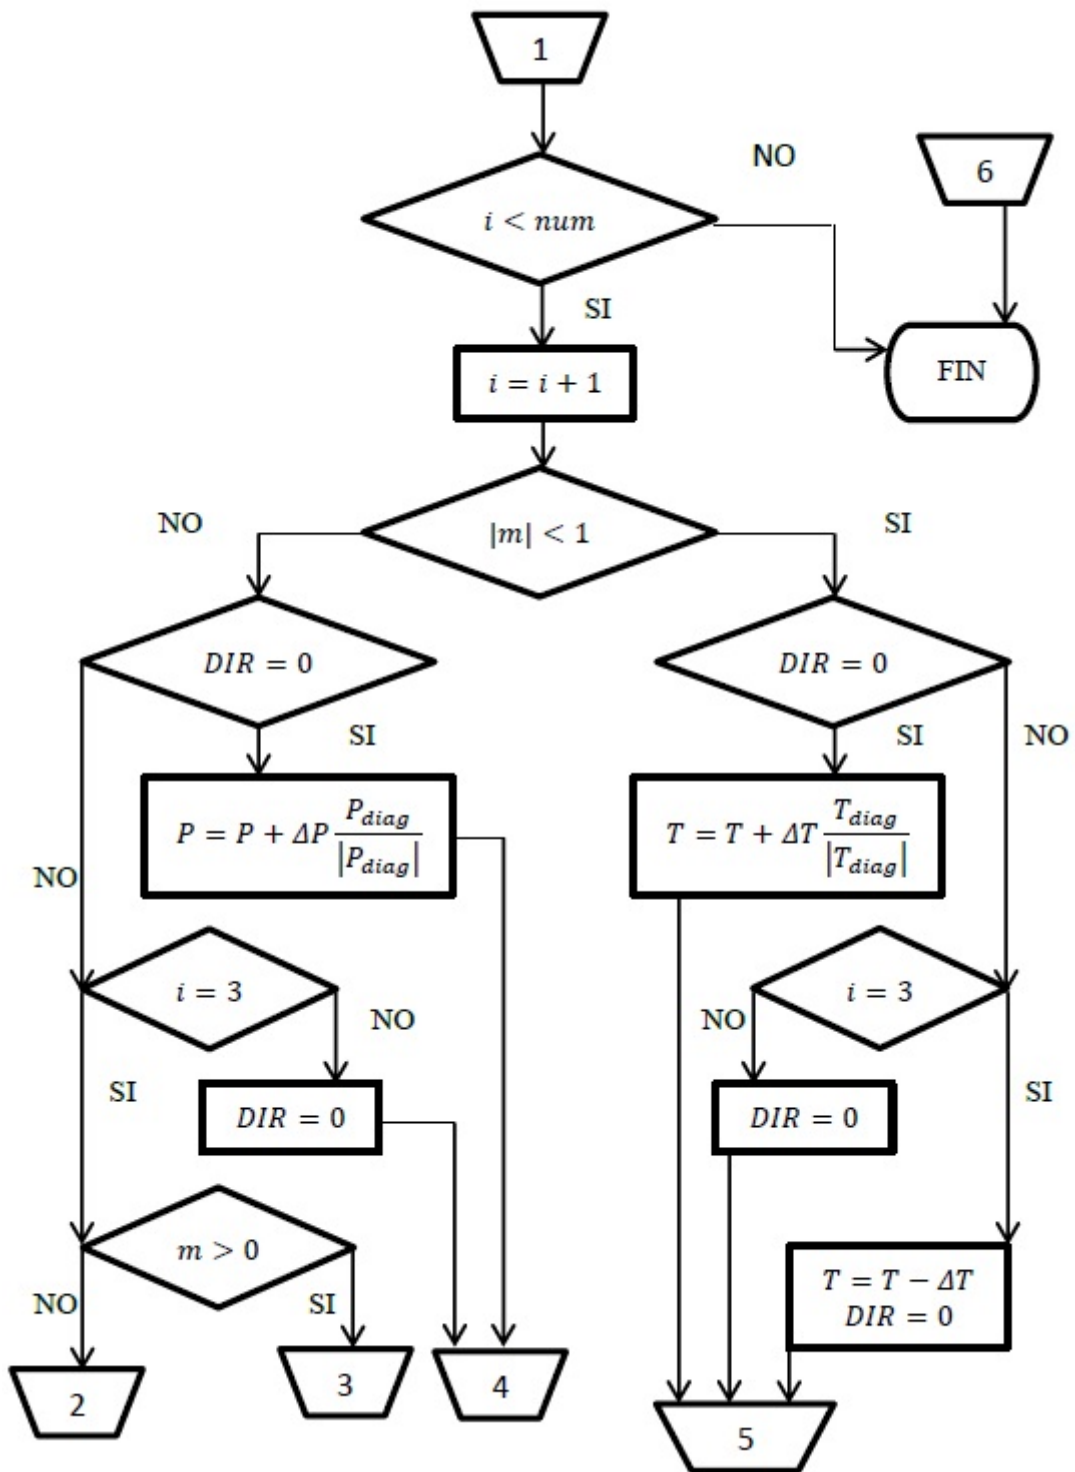 1
NO
6
i < num
SI
FIN
i = i + 1
NO
|m| < 1
SI
DIR = 0
DIR = 0
SI
SI
NO
P = P + ΔP P_diag / |P_diag|
T = T + ΔT T_diag / |T_diag|
NO
i = 3
i = 3
NO
NO
SI
SI
DIR = 0
DIR = 0
m > 0
T = T − ΔT
DIR = 0
NO
SI
2
3
4
5